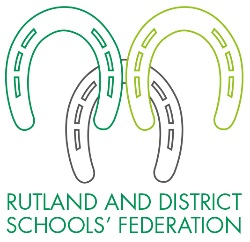 RUTLAND AND DISTRICT
SCHOOLS’ FEDERATION